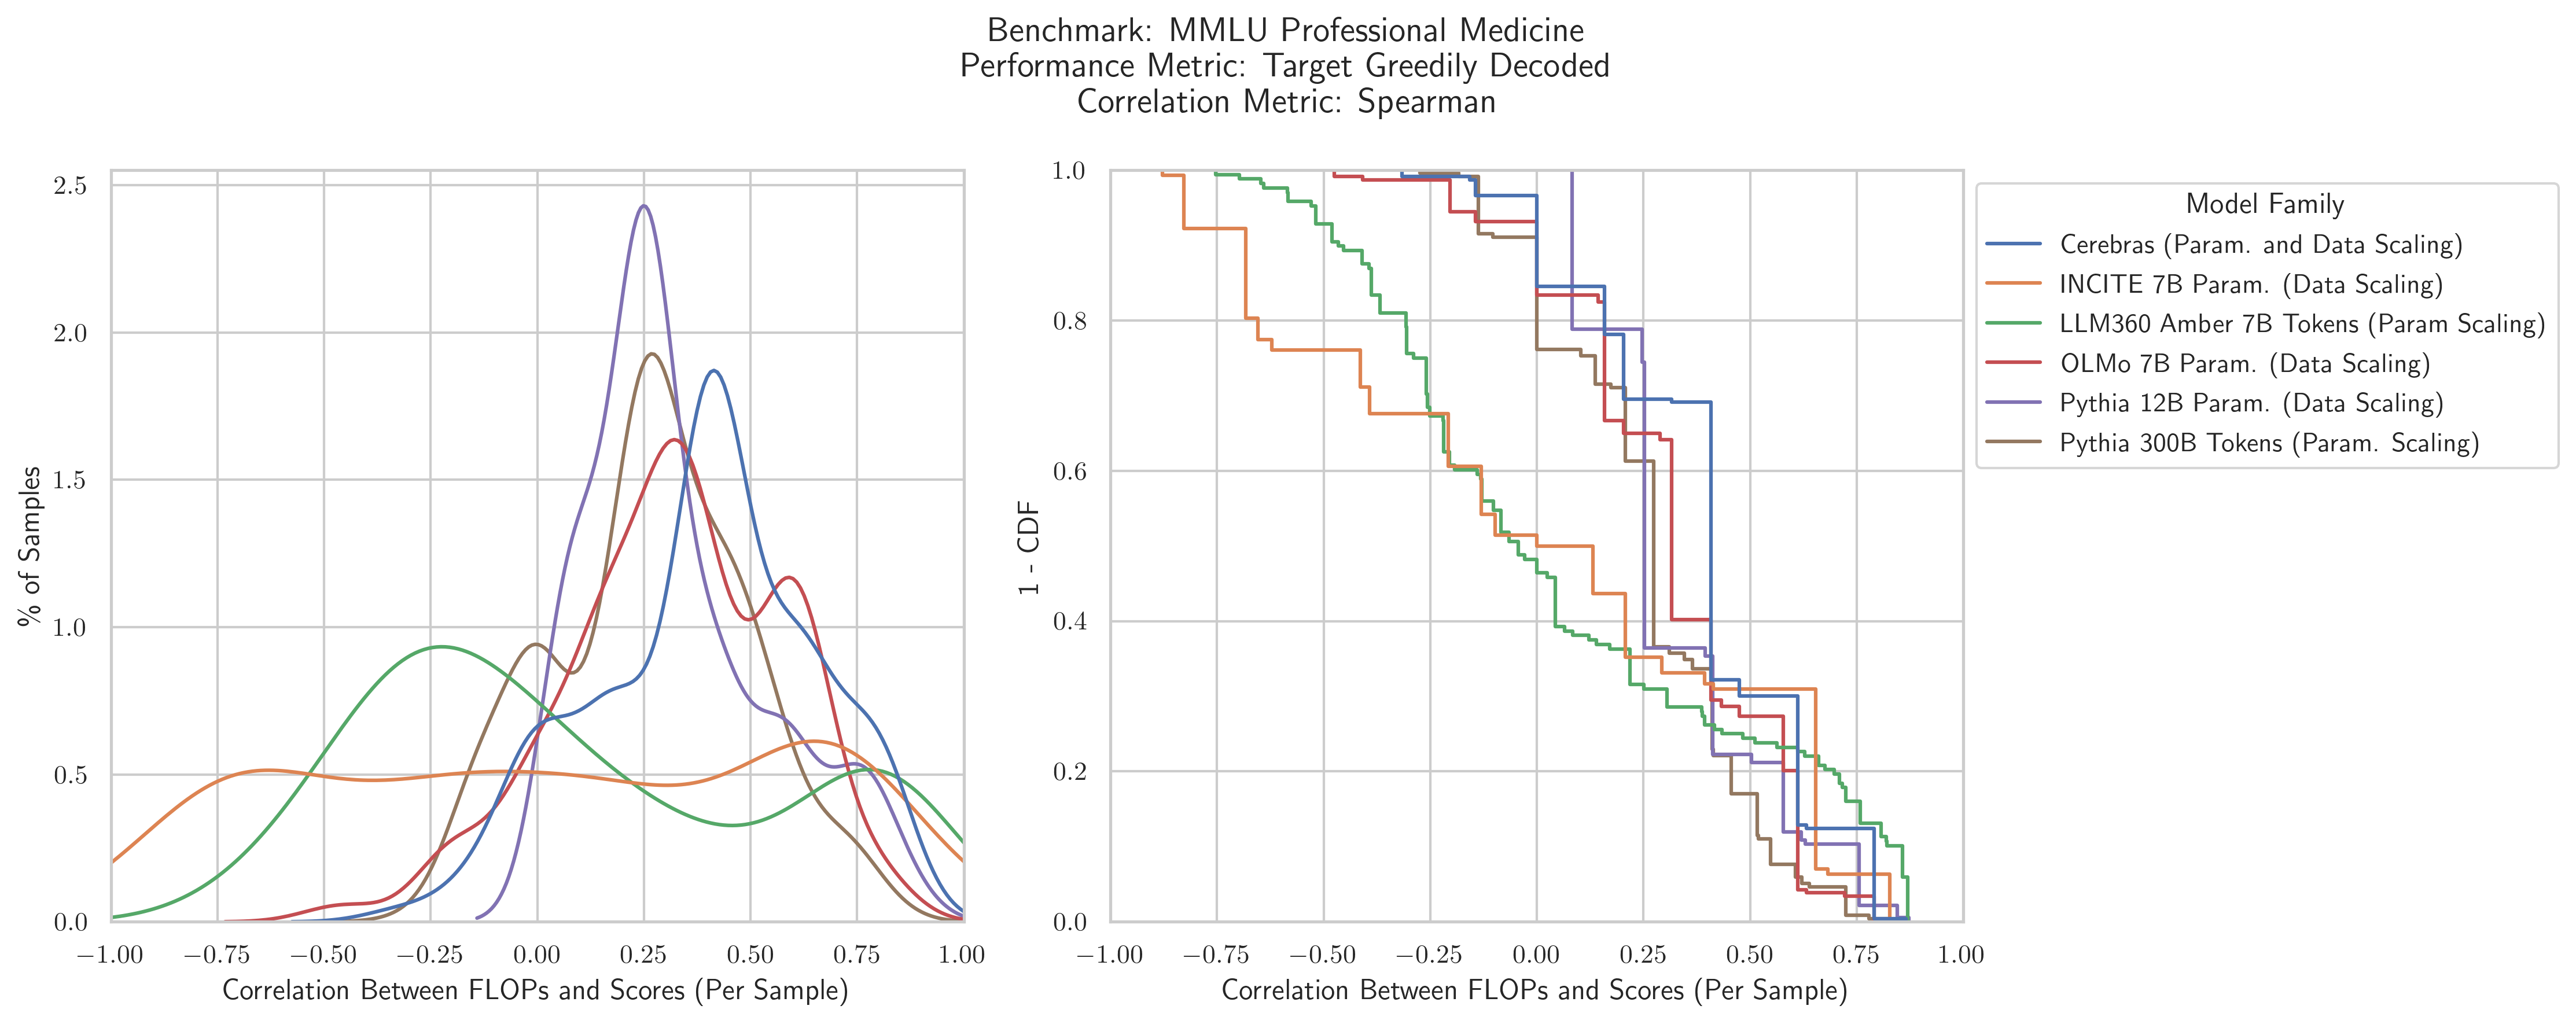 Benchmark: MMLU Professional Medicine
Performance Metric: Target Greedily Decoded
Correlation Metric: Spearman
% of Samples
2.5
2.0
1.5
1.0
0.5
0.0
−1.00 −0.75 −0.50 −0.25 0.00 0.25 0.50 0.75 1.00
Correlation Between FLOPs and Scores (Per Sample)
1 - CDF
1.0
0.8
0.6
0.4
0.2
0.0
−1.00 −0.75 −0.50 −0.25 0.00 0.25 0.50 0.75 1.00
Correlation Between FLOPs and Scores (Per Sample)
Model Family
Cerebras (Param. and Data Scaling)
INCITE 7B Param. (Data Scaling)
LLM360 Amber 7B Tokens (Param Scaling)
OLMo 7B Param. (Data Scaling)
Pythia 12B Param. (Data Scaling)
Pythia 300B Tokens (Param. Scaling)